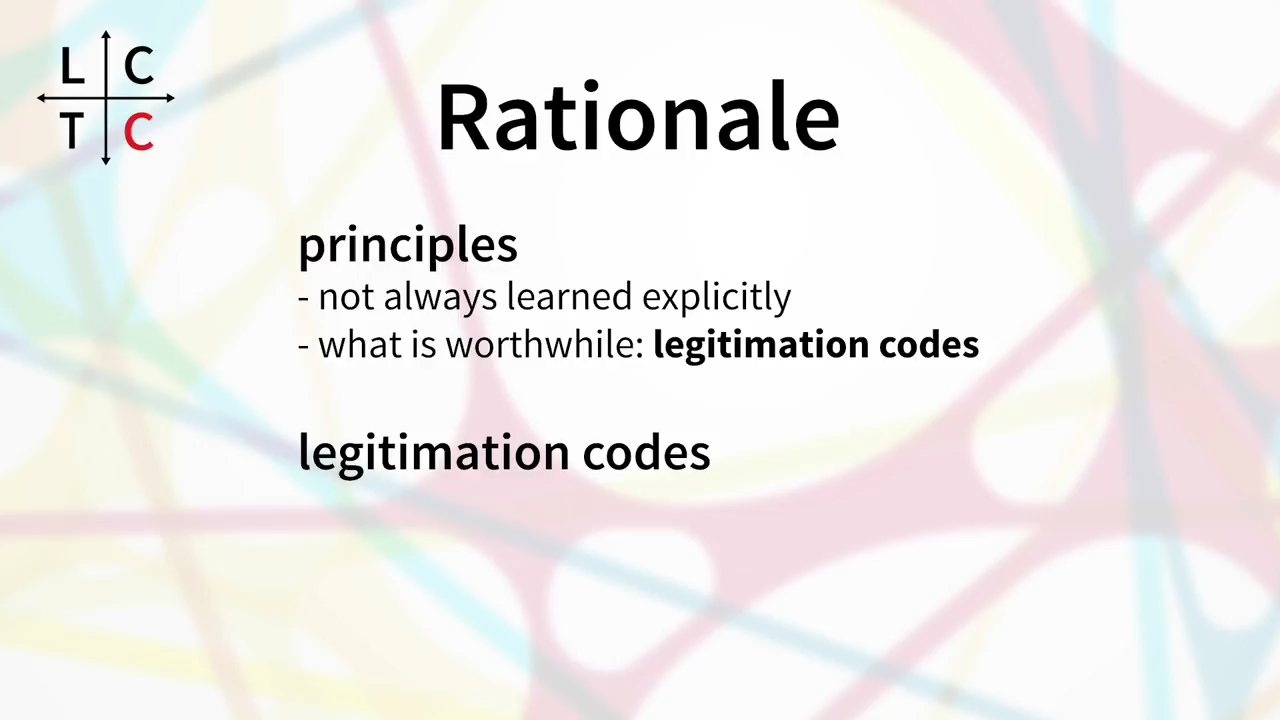 L C
T C
Rationale
principles
- not always learned explicitly
- what is worthwhile: legitimation codes
legitimation codes